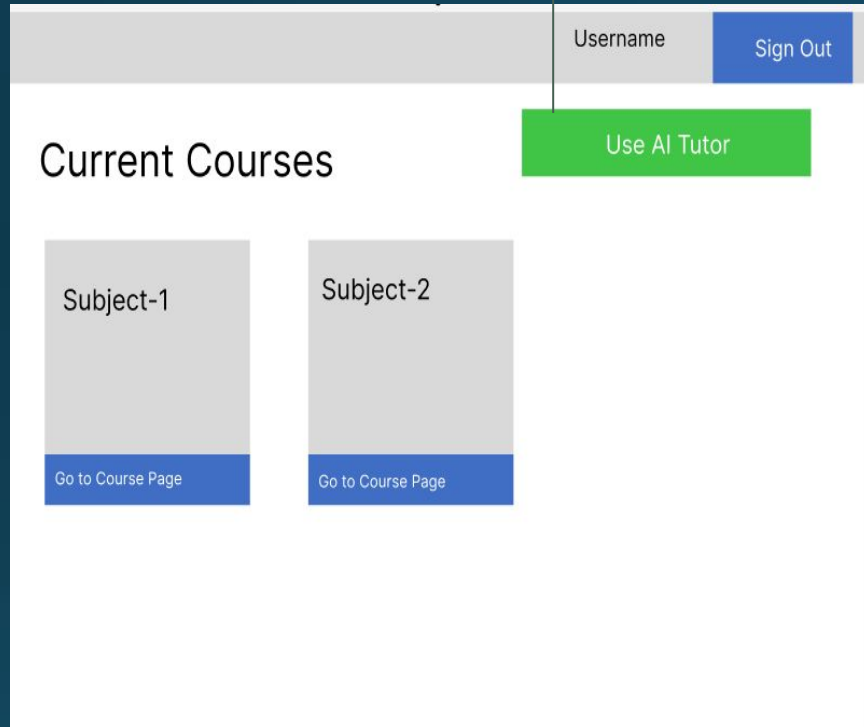 Username
Sign Out
Use AI Tutor
Current Courses
Subject-1
Subject-2
Go to Course Page
Go to Course Page